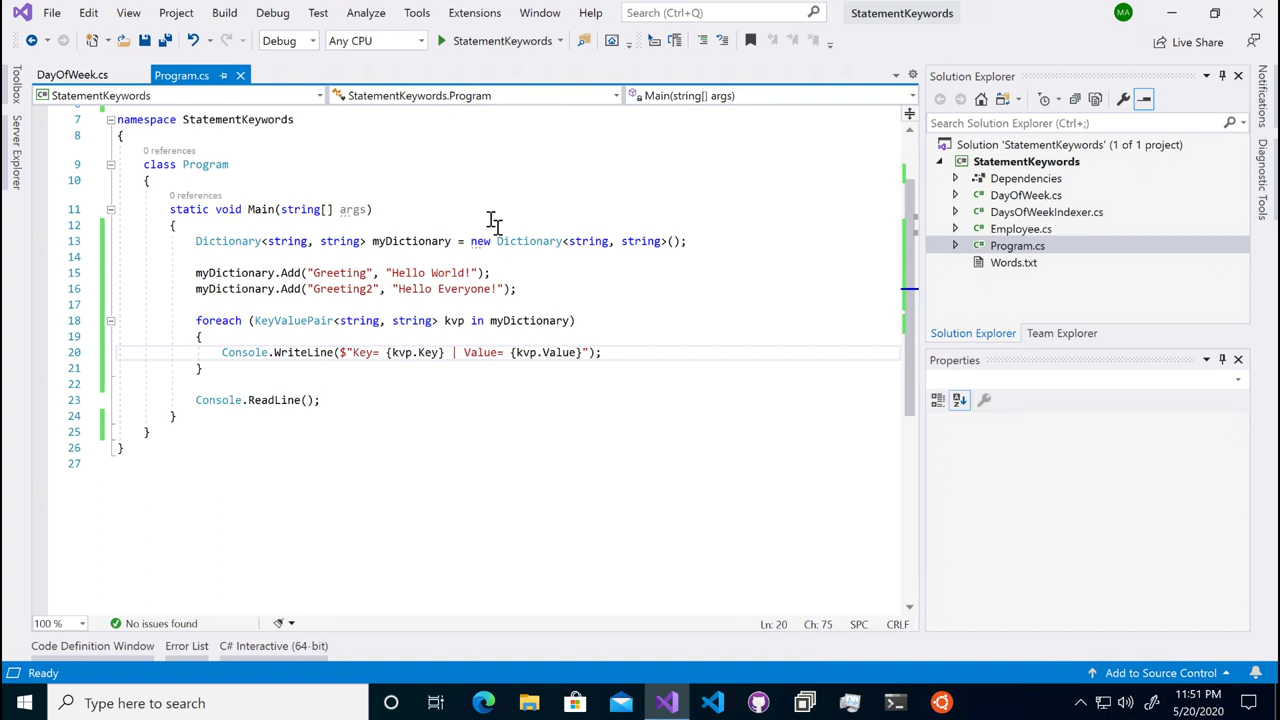 File Edit View Project Build Debug Test Analyze Tools Extensions Window Help Search (Ctrl+Q) StatementKeywords MA
Debug Any CPU StatementKeywords Live Share
Toolbox
Server Explorer
DayOfWeek.cs Program.cs
StatementKeywords StatementKeywords.Program Main(string[] args)
7 namespace StatementKeywords
8 {
0 references
9 class Program
10 {
0 references
11 static void Main(string[] args)
12 {
13 Dictionary<string, string> myDictionary = new Dictionary<string, string>();
14
15 myDictionary.Add("Greeting", "Hello World!");
16 myDictionary.Add("Greeting2", "Hello Everyone!");
17
18 foreach (KeyValuePair<string, string> kvp in myDictionary)
19 {
20 Console.WriteLine($"Key= {kvp.Key} | Value= {kvp.Value}");
21 }
22
23 Console.ReadLine();
24 }
25 }
26 }
27
100 % No issues found Ln: 20 Ch: 75 SPC CRLF
Code Definition Window Error List C# Interactive (64-bit)
Solution Explorer
Search Solution Explorer (Ctrl+;)
Solution 'StatementKeywords' (1 of 1 project)
StatementKeywords
Dependencies
DayOfWeek.cs
DaysOfWeekIndexer.cs
Employee.cs
Program.cs
Words.txt
Solution Explorer Team Explorer
Properties
Notifications
Diagnostic Tools
Ready Add to Source Control
Type here to search
11:51 PM
5/20/2020